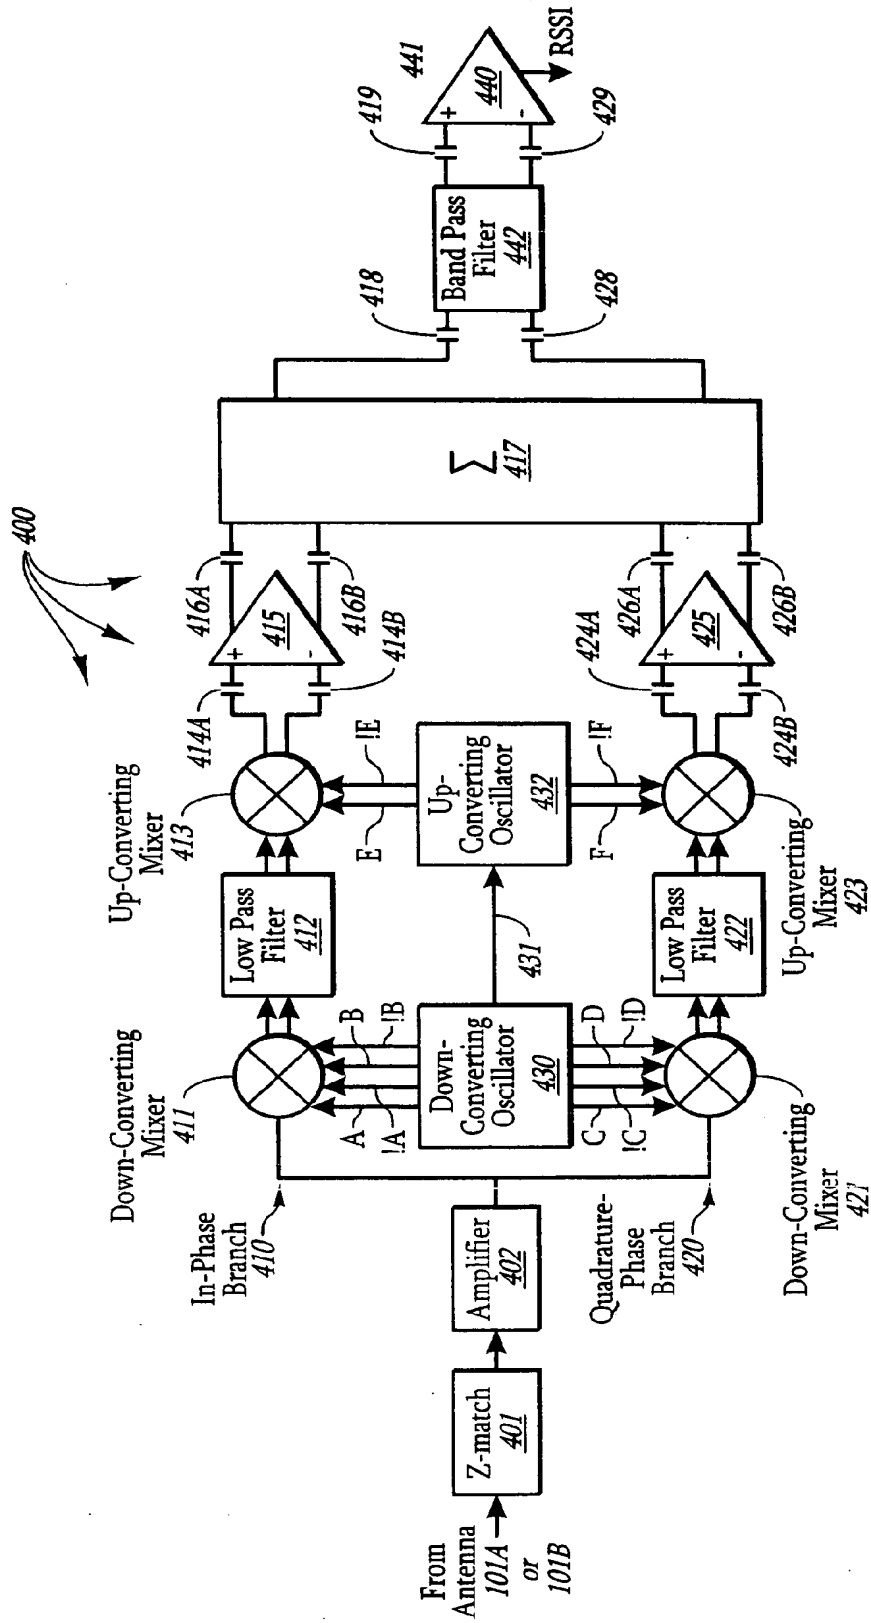 400
From
Antenna
101A
or
101B
Z-match
401
Amplifier
402
In-Phase
Branch
410
Quadrature-
Phase
Branch
420
Down-Converting
Mixer
411
Down-Converting
Mixer
421
A
!A
B
!B
Down-
Converting
Oscillator
430
C
!C
D
!D
431
Low Pass
Filter
412
Low Pass
Filter
422
Up-Converting
Mixer
413
Up-Converting
Mixer
423
E
!E
Up-
Converting
Oscillator
432
F
!F
414A
414B
424A
424B
+
-
415
+
-
425
416A
416B
426A
426B
Σ
417
418
428
Band Pass
Filter
442
419
429
+
-
440
441
RSSI